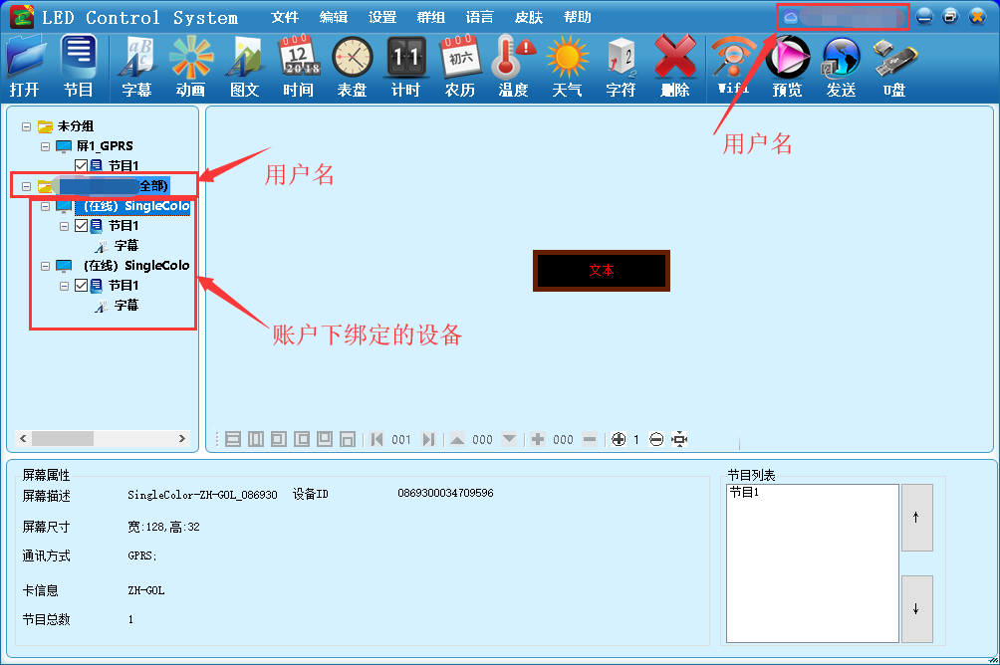 LED Control System 文件 编辑 设置 群组 语言 皮肤 帮助
打开 节目 字幕 动画 图文 时间 表盘 计时 农历 温度 天气 字符 删除 Wifi 预览 发送 U盘
用户名
未分组
屏1_GPRS
节目1
用户名
(全部)
(在线) SingleColo
节目1
字幕
(在线) SingleColo
节目1
字幕
文本
账户下绑定的设备
001 000 000 1
屏幕属性
屏幕描述 SingleColor-ZH-GOL_086930 设备ID 0869300034709596
屏幕尺寸 宽:128,高:32
通讯方式 GPRS;
卡信息 ZH-GOL
节目总数 1
节目列表
节目1
↑
↓